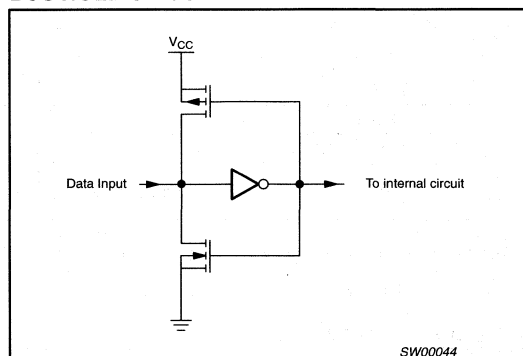 VCC
Data Input
To internal circuit
SW00044